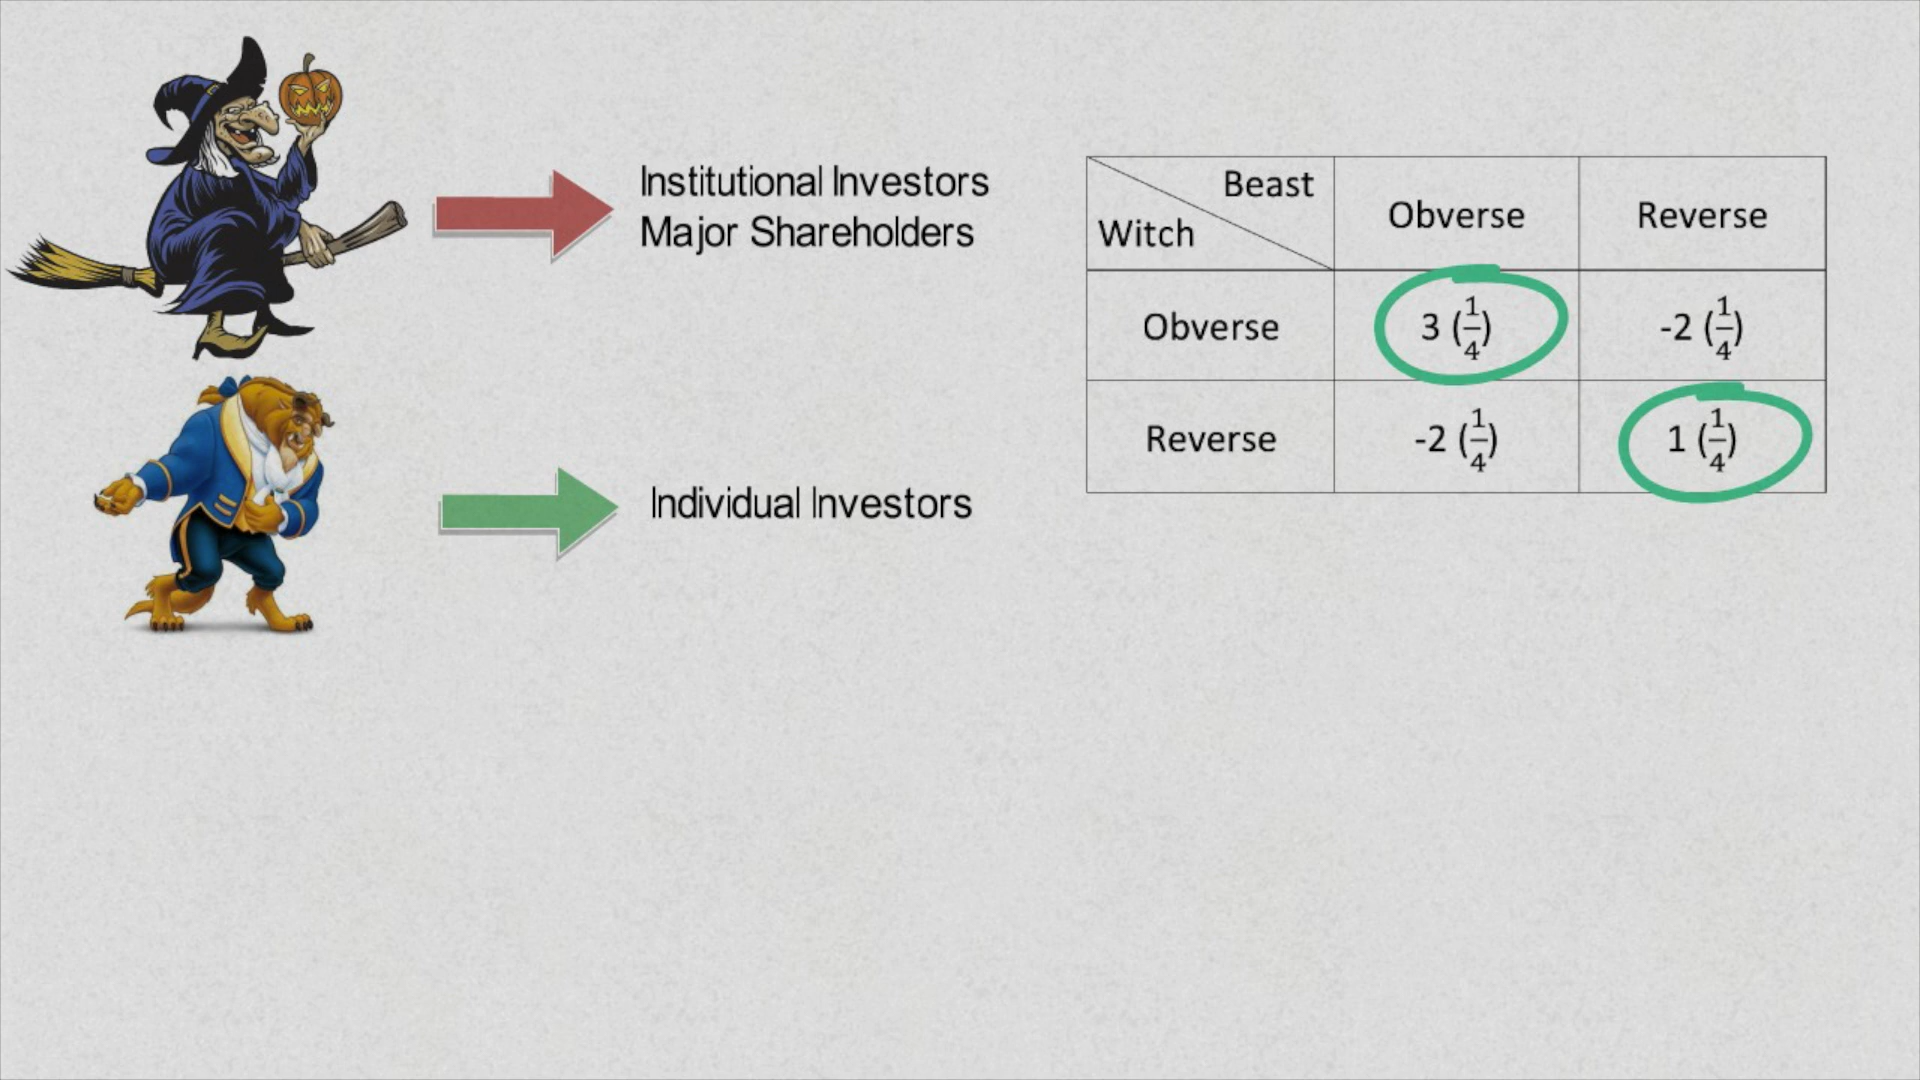 Institutional Investors
Major Shareholders
Individual Investors
Beast
Witch
Obverse
Reverse
Obverse
3 (1/4)
-2 (1/4)
Reverse
-2 (1/4)
1 (1/4)